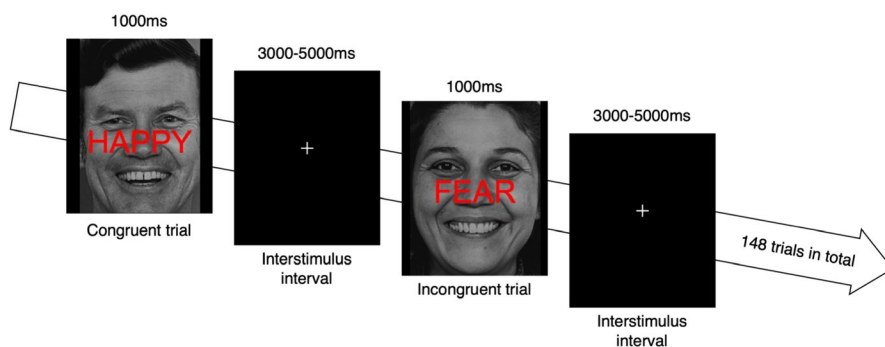 1000ms
HAPPY
Congruent trial
3000-5000ms
Interstimulus
interval
1000ms
FEAR
Incongruent trial
3000-5000ms
Interstimulus
interval
148 trials in total